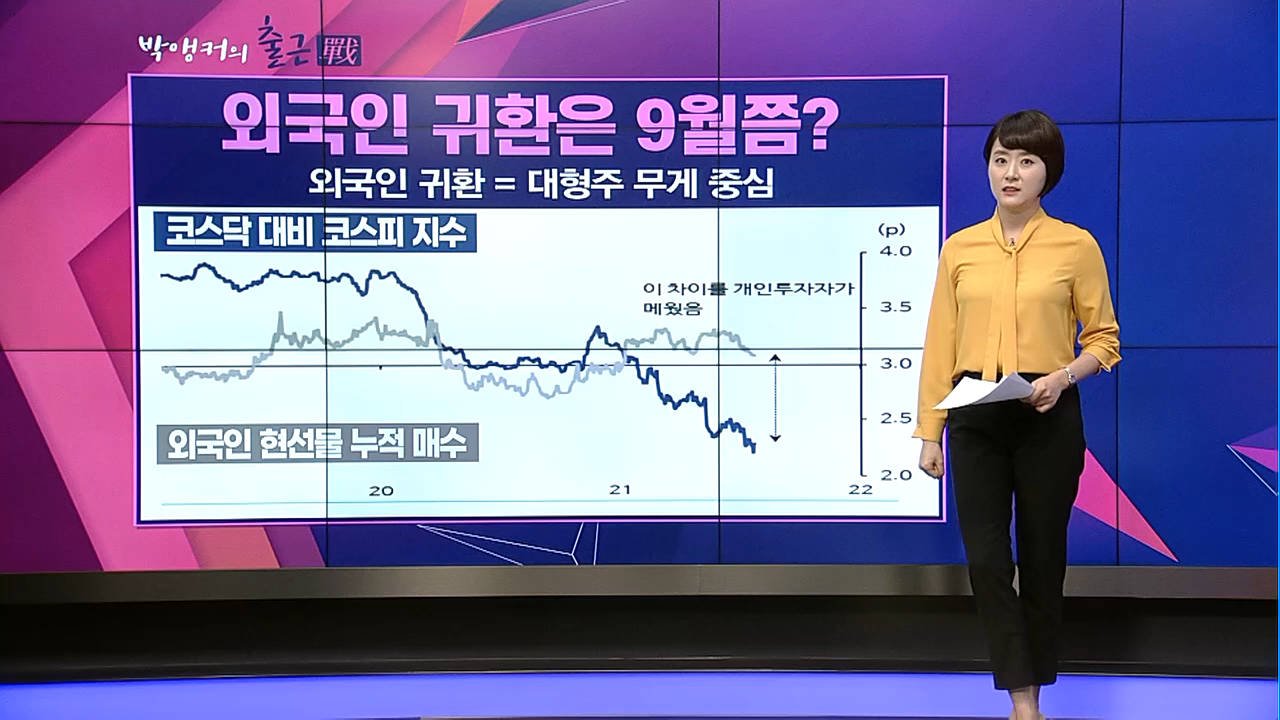 박앵커의 출근戰
외국인 귀환은 9월쯤?
외국인 귀환 = 대형주 무게 중심
코스닥 대비 코스피 지수
(p)
4.0
이 차이를 개인투자자가
메웠음
3.5
3.0
2.5
외국인 현선물 누적 매수
2.0
20 21 22